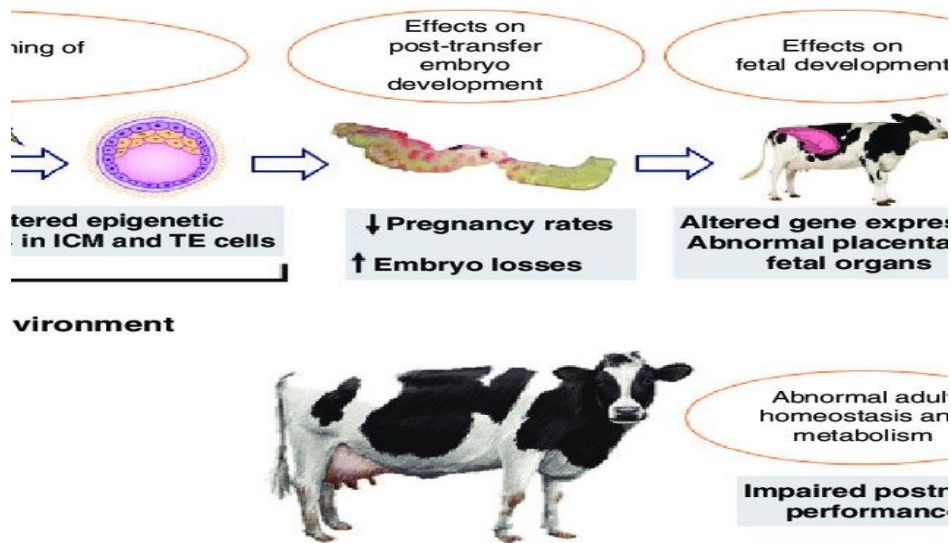 ning of
Effects on
post-transfer
embryo
development
Effects on
fetal development
tered epigenetic
in ICM and TE cells
↓ Pregnancy rates
↑ Embryo losses
Altered gene expres
Abnormal placenta
fetal organs
vironment
Abnormal adul
homeostasis an
metabolism
Impaired postn
performanc